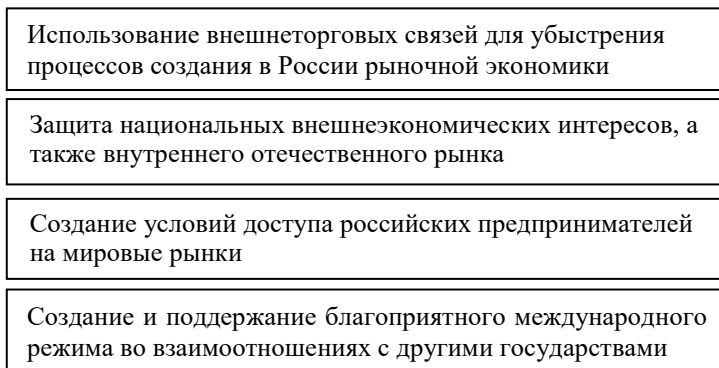 Использование внешнеторговых связей для убыстрения
процессов создания в России рыночной экономики
Защита национальных внешнеэкономических интересов, а
также внутреннего отечественного рынка
Создание условий доступа российских предпринимателей
на мировые рынки
Создание и поддержание благоприятного международного
режима во взаимоотношениях с другими государствами